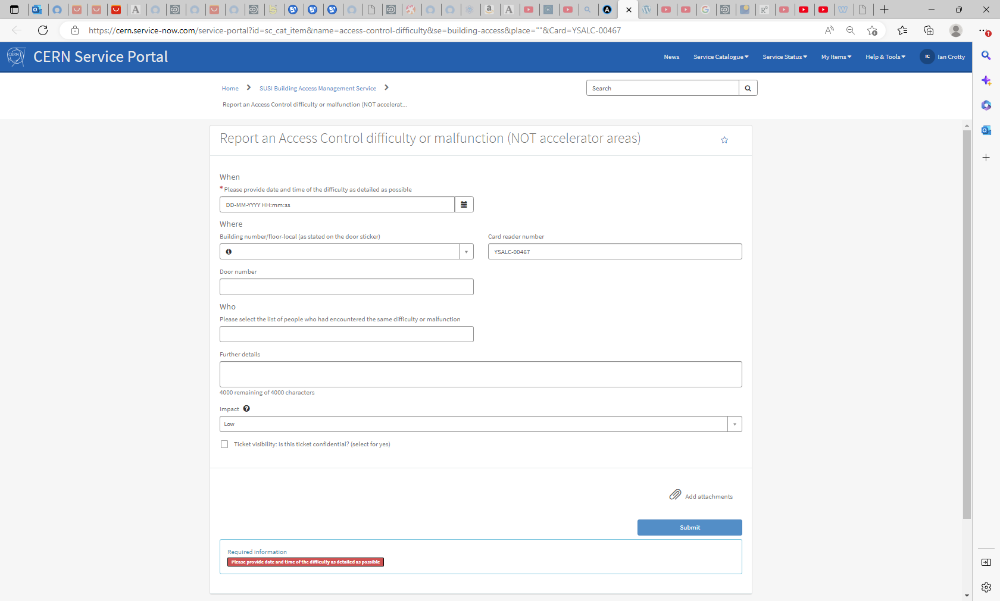 https://cern.service-now.com/service-portal?id=sc_cat_item&name=access-control-difficulty&se=building-access&place=""&Card=YSALC-00467
CERN Service Portal
News
Service Catalogue
Service Status
My Items
Help & Tools
IC
Ian Crotty
Home
SUSI Building Access Management Service
Search
Report an Access Control difficulty or malfunction (NOT accelerat...
Report an Access Control difficulty or malfunction (NOT accelerator areas)
When
* Please provide date and time of the difficulty as detailed as possible
DD-MM-YYYY HH:mm:ss
Where
Building number/floor-local (as stated on the door sticker)
Card reader number
YSALC-00467
Door number
Who
Please select the list of people who had encountered the same difficulty or malfunction
Further details
4000 remaining of 4000 characters
Impact
Low
Ticket visibility: Is this ticket confidential? (select for yes)
Add attachments
Submit
Required information
Please provide date and time of the difficulty as detailed as possible